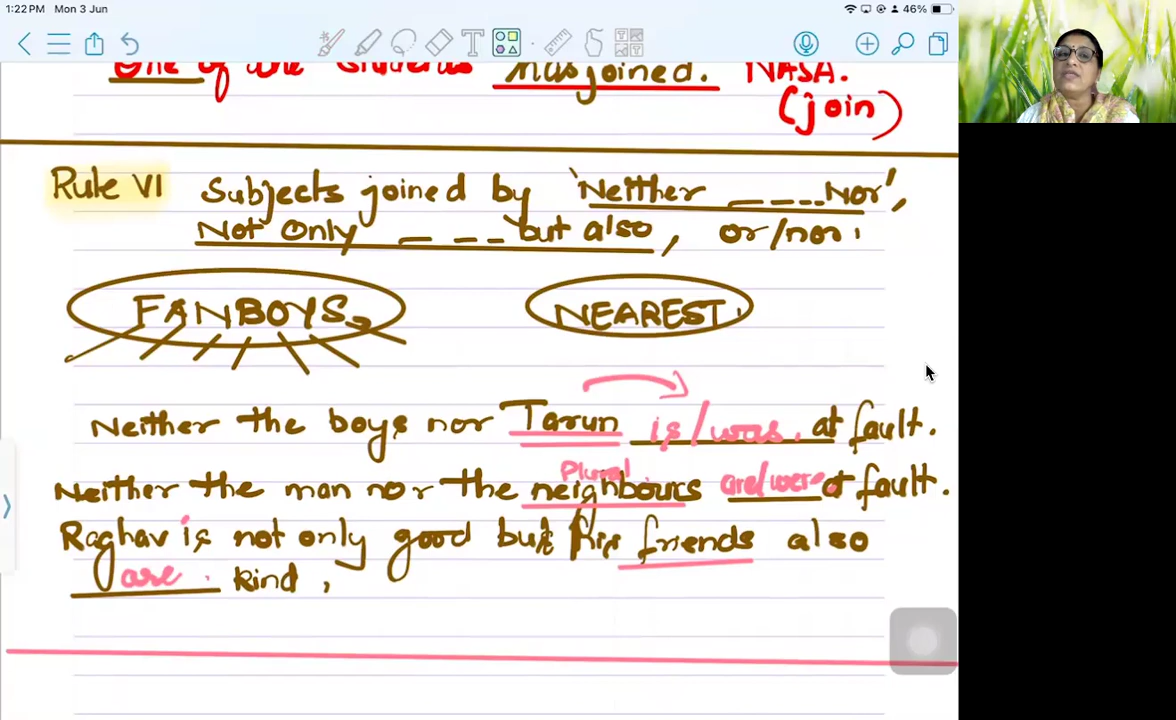 1:22 PM Mon 3 Jun 46%
One of the students has joined. NASA.
(join)
Rule VI Subjects joined by 'Neither ____ Nor',
Not Only ___ but also, or/nor.
FANBOYS NEAREST.
Neither the boys nor Tarun is/was. at fault.
Plural
Neither the man nor the neighbours are/were at fault.
Raghav is not only good but his friends also
are. kind,